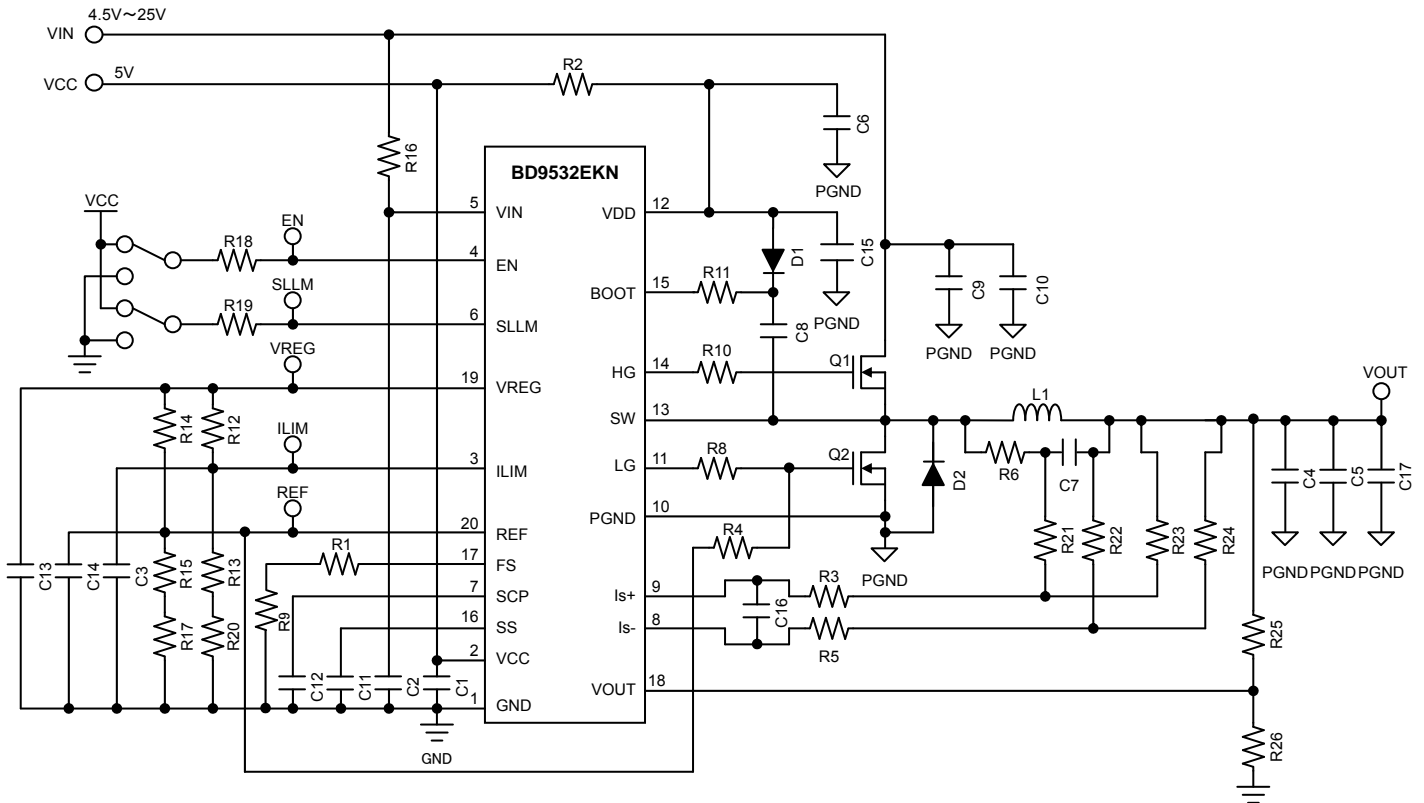 4.5V～25V
VIN
VCC
5V
R2
C6
PGND
R16
BD9532EKN
5 VIN
VDD 12
VCC
EN
R18
4 EN
D1
C15
PGND
SLLM
R19
6 SLLM
BOOT 15
R11
C8
C9
C10
PGND
PGND
VREG
19 VREG
HG 14
R10
Q1
VOUT
SW 13
L1
R14
R12
ILIM
3 ILIM
LG 11
R8
Q2
D2
R6
C7
C4
C5
C17
PGND
PGND
PGND
REF
20 REF
PGND 10
R4
PGND
R21
R22
R23
R24
R1
17 FS
C13
C14
C3
R15
R13
R9
7 SCP
Is+ 9
C16
R3
16 SS
Is- 8
R5
R25
R17
R20
2 VCC
C12
C11
C2
C1
VOUT 18
1 GND
GND
R26